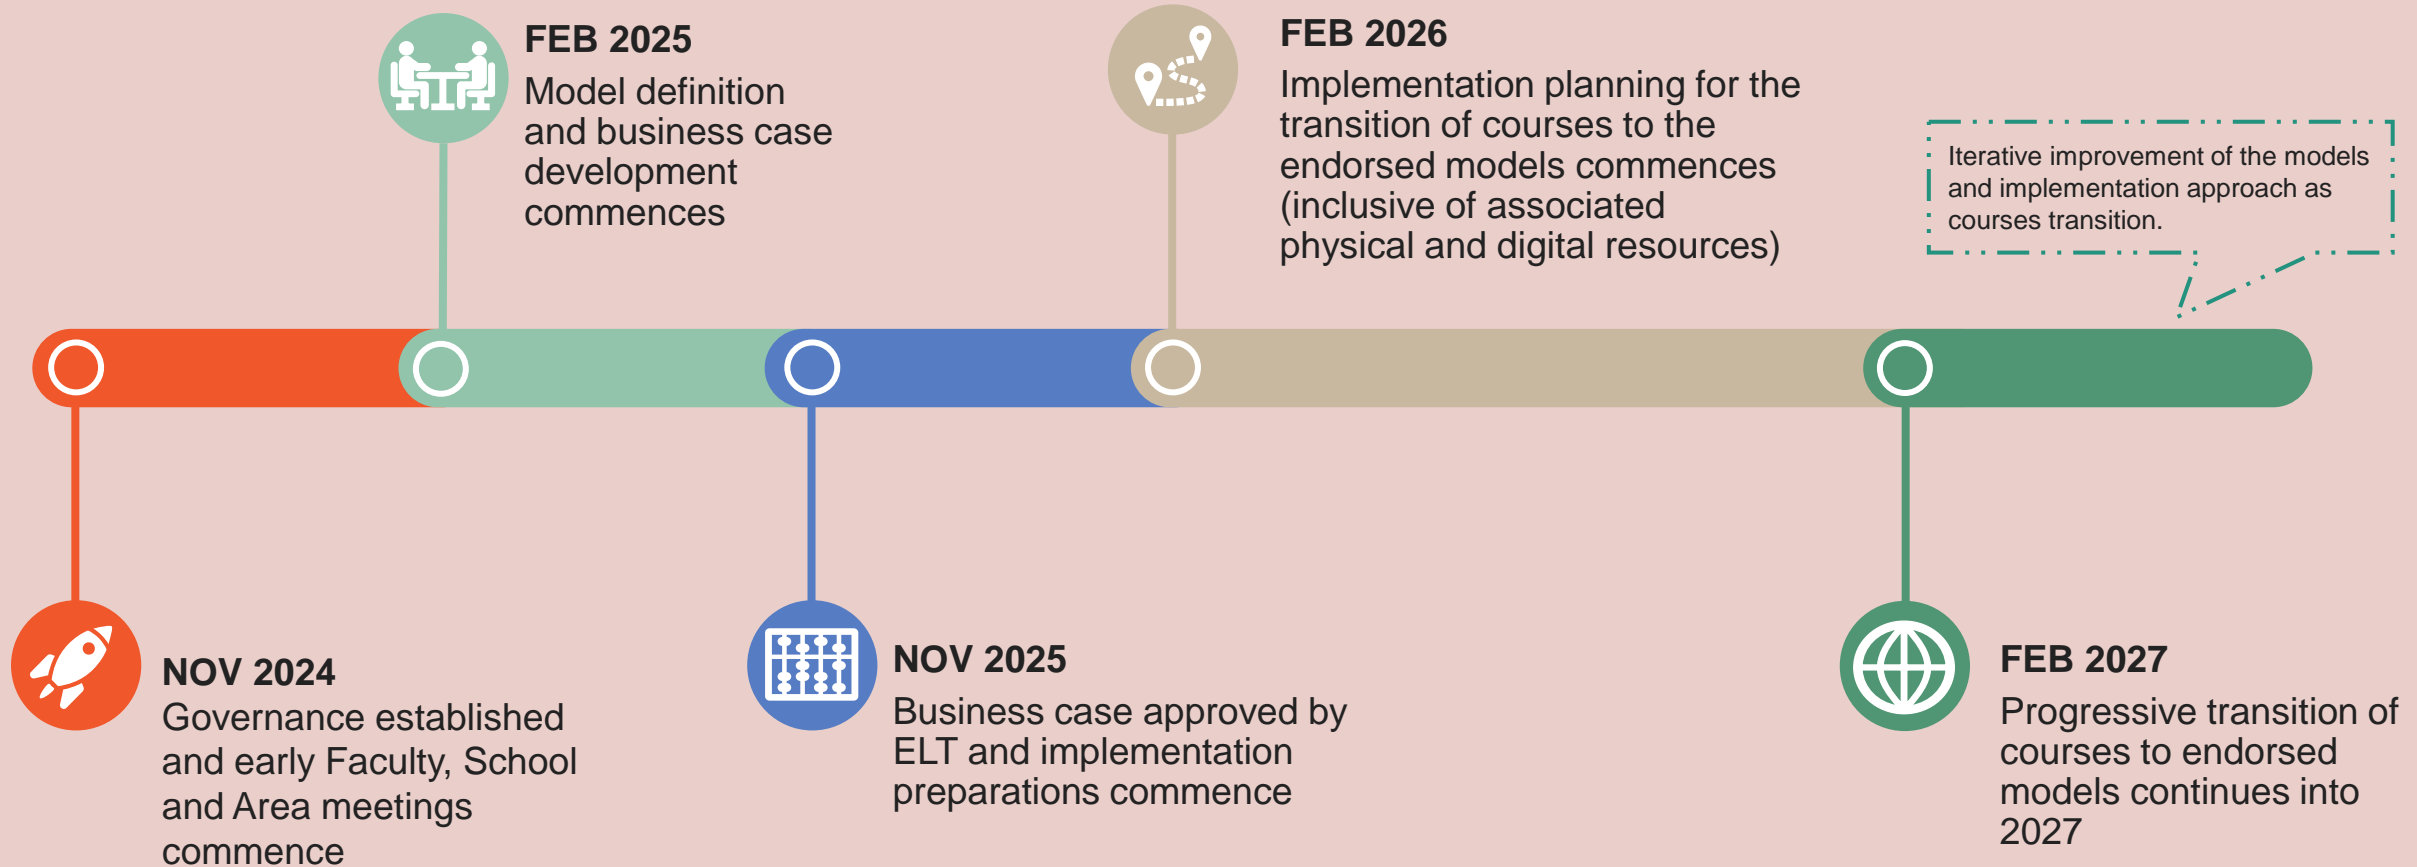 FEB 2025
Model definition
and business case
development
commences
FEB 2026
Implementation planning for the
transition of courses to the
endorsed models commences
(inclusive of associated
physical and digital resources)
Iterative improvement of the models
and implementation approach as
courses transition.
NOV 2024
Governance established
and early Faculty, School
and Area meetings
commence
NOV 2025
Business case approved by
ELT and implementation
preparations commence
FEB 2027
Progressive transition of
courses to endorsed
models continues into
2027